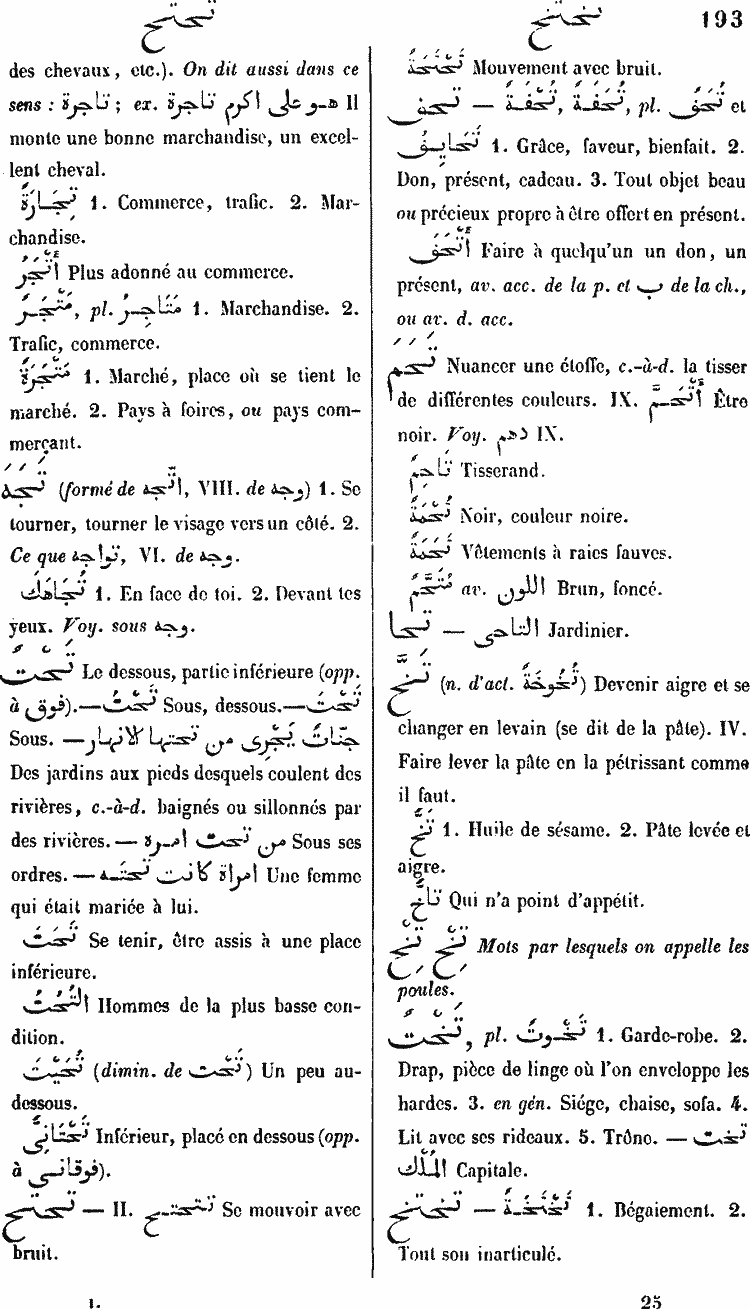 تحتح
تختخ 193
des chevaux, etc.). On dit aussi dans ce
sens : تاجرة; ex. هو على اكرم تاجرة Il
monte une bonne marchandise, un excel-
lent cheval.
تِجَارَةٌ 1. Commerce, trafic. 2. Mar-
chandise.
أَتْجَرُ Plus adonné au commerce.
مَتْجَرٌ, pl. مَتَاجِرُ 1. Marchandise. 2.
Trafic, commerce.
مَتْجَرَةٌ 1. Marché, place où se tient le
marché. 2. Pays à foires, ou pays com-
merçant.
تَجَهَ (formé de اتّجه, VIII. de وجه) 1. Se
tourner, tourner le visage vers un côté. 2.
Ce que تواجه, VI. de وجه.
تُجَاهَكَ 1. En face de toi. 2. Devant tes
yeux. Voy. sous وجه.
تَحْتٌ Le dessous, partie inférieure (opp.
à فوق).—تَحْتُ Sous, dessous.—تَحْتَ
Sous. — جنّاتٌ يَجْرِى من تحتها الانهار
Des jardins aux pieds desquels coulent des
rivières, c.-à-d. baignés ou sillonnés par
des rivières.— من تحت امره Sous ses
ordres.— امراة كانت تحته Une femme
qui était mariée à lui.
تَحَتَ Se tenir, être assis à une place
inférieure.
التُحُتُ Hommes de la plus basse con-
dition.
تُحَيْتَ (dimin. de تَحْت) Un peu au-
dessous.
تَحْتَانِىٌّ Inférieur, placé en dessous (opp.
à فوقانى).
تحتح — II. تتحتح Se mouvoir avec
bruit.
1.
تَحْتَحَةٌ Mouvement avec bruit.
تحف — تُحْفَةٌ, تُحَفَةٌ, pl. تُحَفٌ et
تَحَايِفُ 1. Grâce, faveur, bienfait. 2.
Don, présent, cadeau. 3. Tout objet beau
ou précieux propre à être offert en présent.
أَتْحَفَ Faire à quelqu'un un don, un
présent, av. acc. de la p. et ب de la ch.,
ou av. d. acc.
تَحَمَ Nuancer une étoffe, c.-à-d. la tisser
de différentes couleurs. IX. أَتْحَمَّ Être
noir. Voy. دهم IX.
تَاحِمٌ Tisserand.
تُحْمَةٌ Noir, couleur noire.
تَحَمَةٌ Vêtements à raies fauves.
مُتْحَمٌّ av. اللون Brun, foncé.
تحا — التاحى Jardinier.
تَخَّ (n. d'act. تُخُوخَةٌ) Devenir aigre et se
changer en levain (se dit de la pâte). IV.
Faire lever la pâte en la pétrissant comme
il faut.
تَخٌّ 1. Huile de sésame. 2. Pâte levée et
aigre.
تَاخٌّ Qui n'a point d'appétit.
تِخْ تِخْ Mots par lesquels on appelle les
poules.
تَخْتٌ, pl. تُخُوتٌ 1. Garde-robe. 2.
Drap, pièce de linge où l'on enveloppe les
hardes. 3. en gén. Siége, chaise, sofa. 4.
Lit avec ses rideaux. 5. Trône. — تخت
المُلْك Capitale.
تختخ — تَخْتَخَةٌ 1. Bégaiement. 2.
Tout son inarticulé.
25